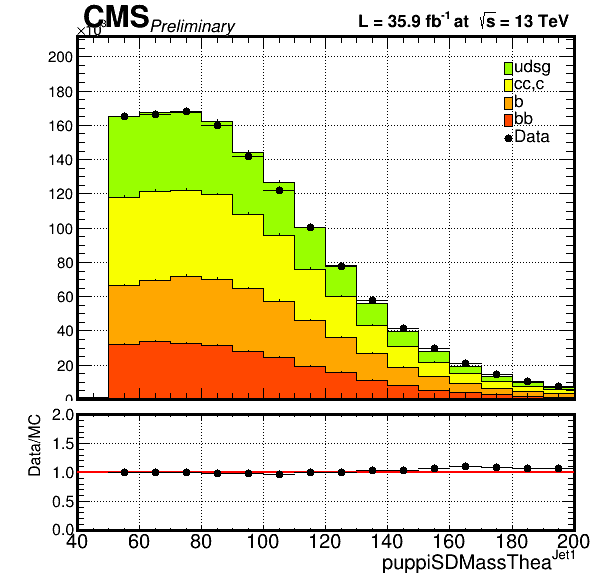 CMS Preliminary L = 35.9 fb⁻¹ at √s = 13 TeV
×10³
200
180
160
140
120
100
80
60
40
20
0
udsg
cc,c
b
bb
Data
Data/MC
2.0
1.5
1.0
0.5
0.0
40 60 80 100 120 140 160 180 200
puppiSDMassThea^Jet1